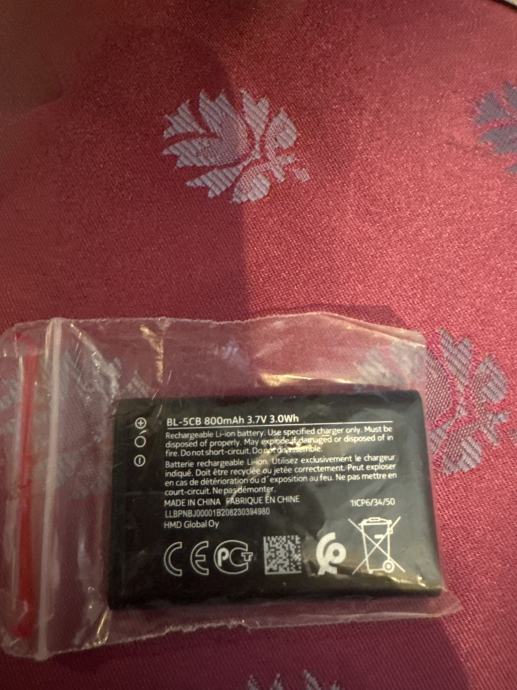 BL-5CB 800mAh 3.7V 3.0Wh
Rechargeable Li-ion battery. Use specified charger only. Must be
disposed of properly. May explode if damaged or disposed of in
fire. Do not short-circuit. Do not disassemble.
Batterie rechargeable Li-ion. Utilisez exclusivement le chargeur
indiqué. Doit être recyclée ou jetée correctement. Peut exploser
en cas de détérioration ou d'exposition au feu. Ne pas mettre en
court-circuit. Ne pas démonter.
MADE IN CHINA FABRIQUÉ EN CHINE 1ICP6/34/50
LLBPNBJ00001B208230394980
HMD Global Oy
CE PCT